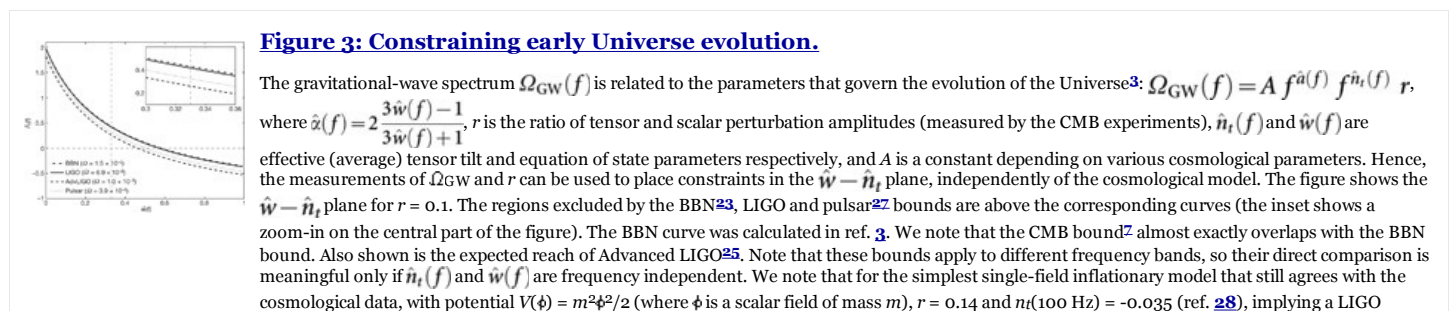 Figure 3: Constraining early Universe evolution.
The gravitational-wave spectrum Ω_GW(f) is related to the parameters that govern the evolution of the Universe³: Ω_GW(f) = A f^α̂(f) f^n̂ₜ(f) r,
where α̂(f) = 2 (3ŵ(f) − 1)/(3ŵ(f) + 1), r is the ratio of tensor and scalar perturbation amplitudes (measured by the CMB experiments), n̂ₜ(f) and ŵ(f) are
effective (average) tensor tilt and equation of state parameters respectively, and A is a constant depending on various cosmological parameters. Hence,
the measurements of ΩGW and r can be used to place constraints in the ŵ − n̂ₜ plane, independently of the cosmological model. The figure shows the
ŵ − n̂ₜ plane for r = 0.1. The regions excluded by the BBN²³, LIGO and pulsar²⁷ bounds are above the corresponding curves (the inset shows a
zoom-in on the central part of the figure). The BBN curve was calculated in ref. 3. We note that the CMB bound⁷ almost exactly overlaps with the BBN
bound. Also shown is the expected reach of Advanced LIGO²⁵. Note that these bounds apply to different frequency bands, so their direct comparison is
meaningful only if n̂ₜ(f) and ŵ(f) are frequency independent. We note that for the simplest single-field inflationary model that still agrees with the
cosmological data, with potential V(ϕ) = m²ϕ²/2 (where ϕ is a scalar field of mass m), r = 0.14 and nₜ(100 Hz) = -0.035 (ref. 28), implying a LIGO